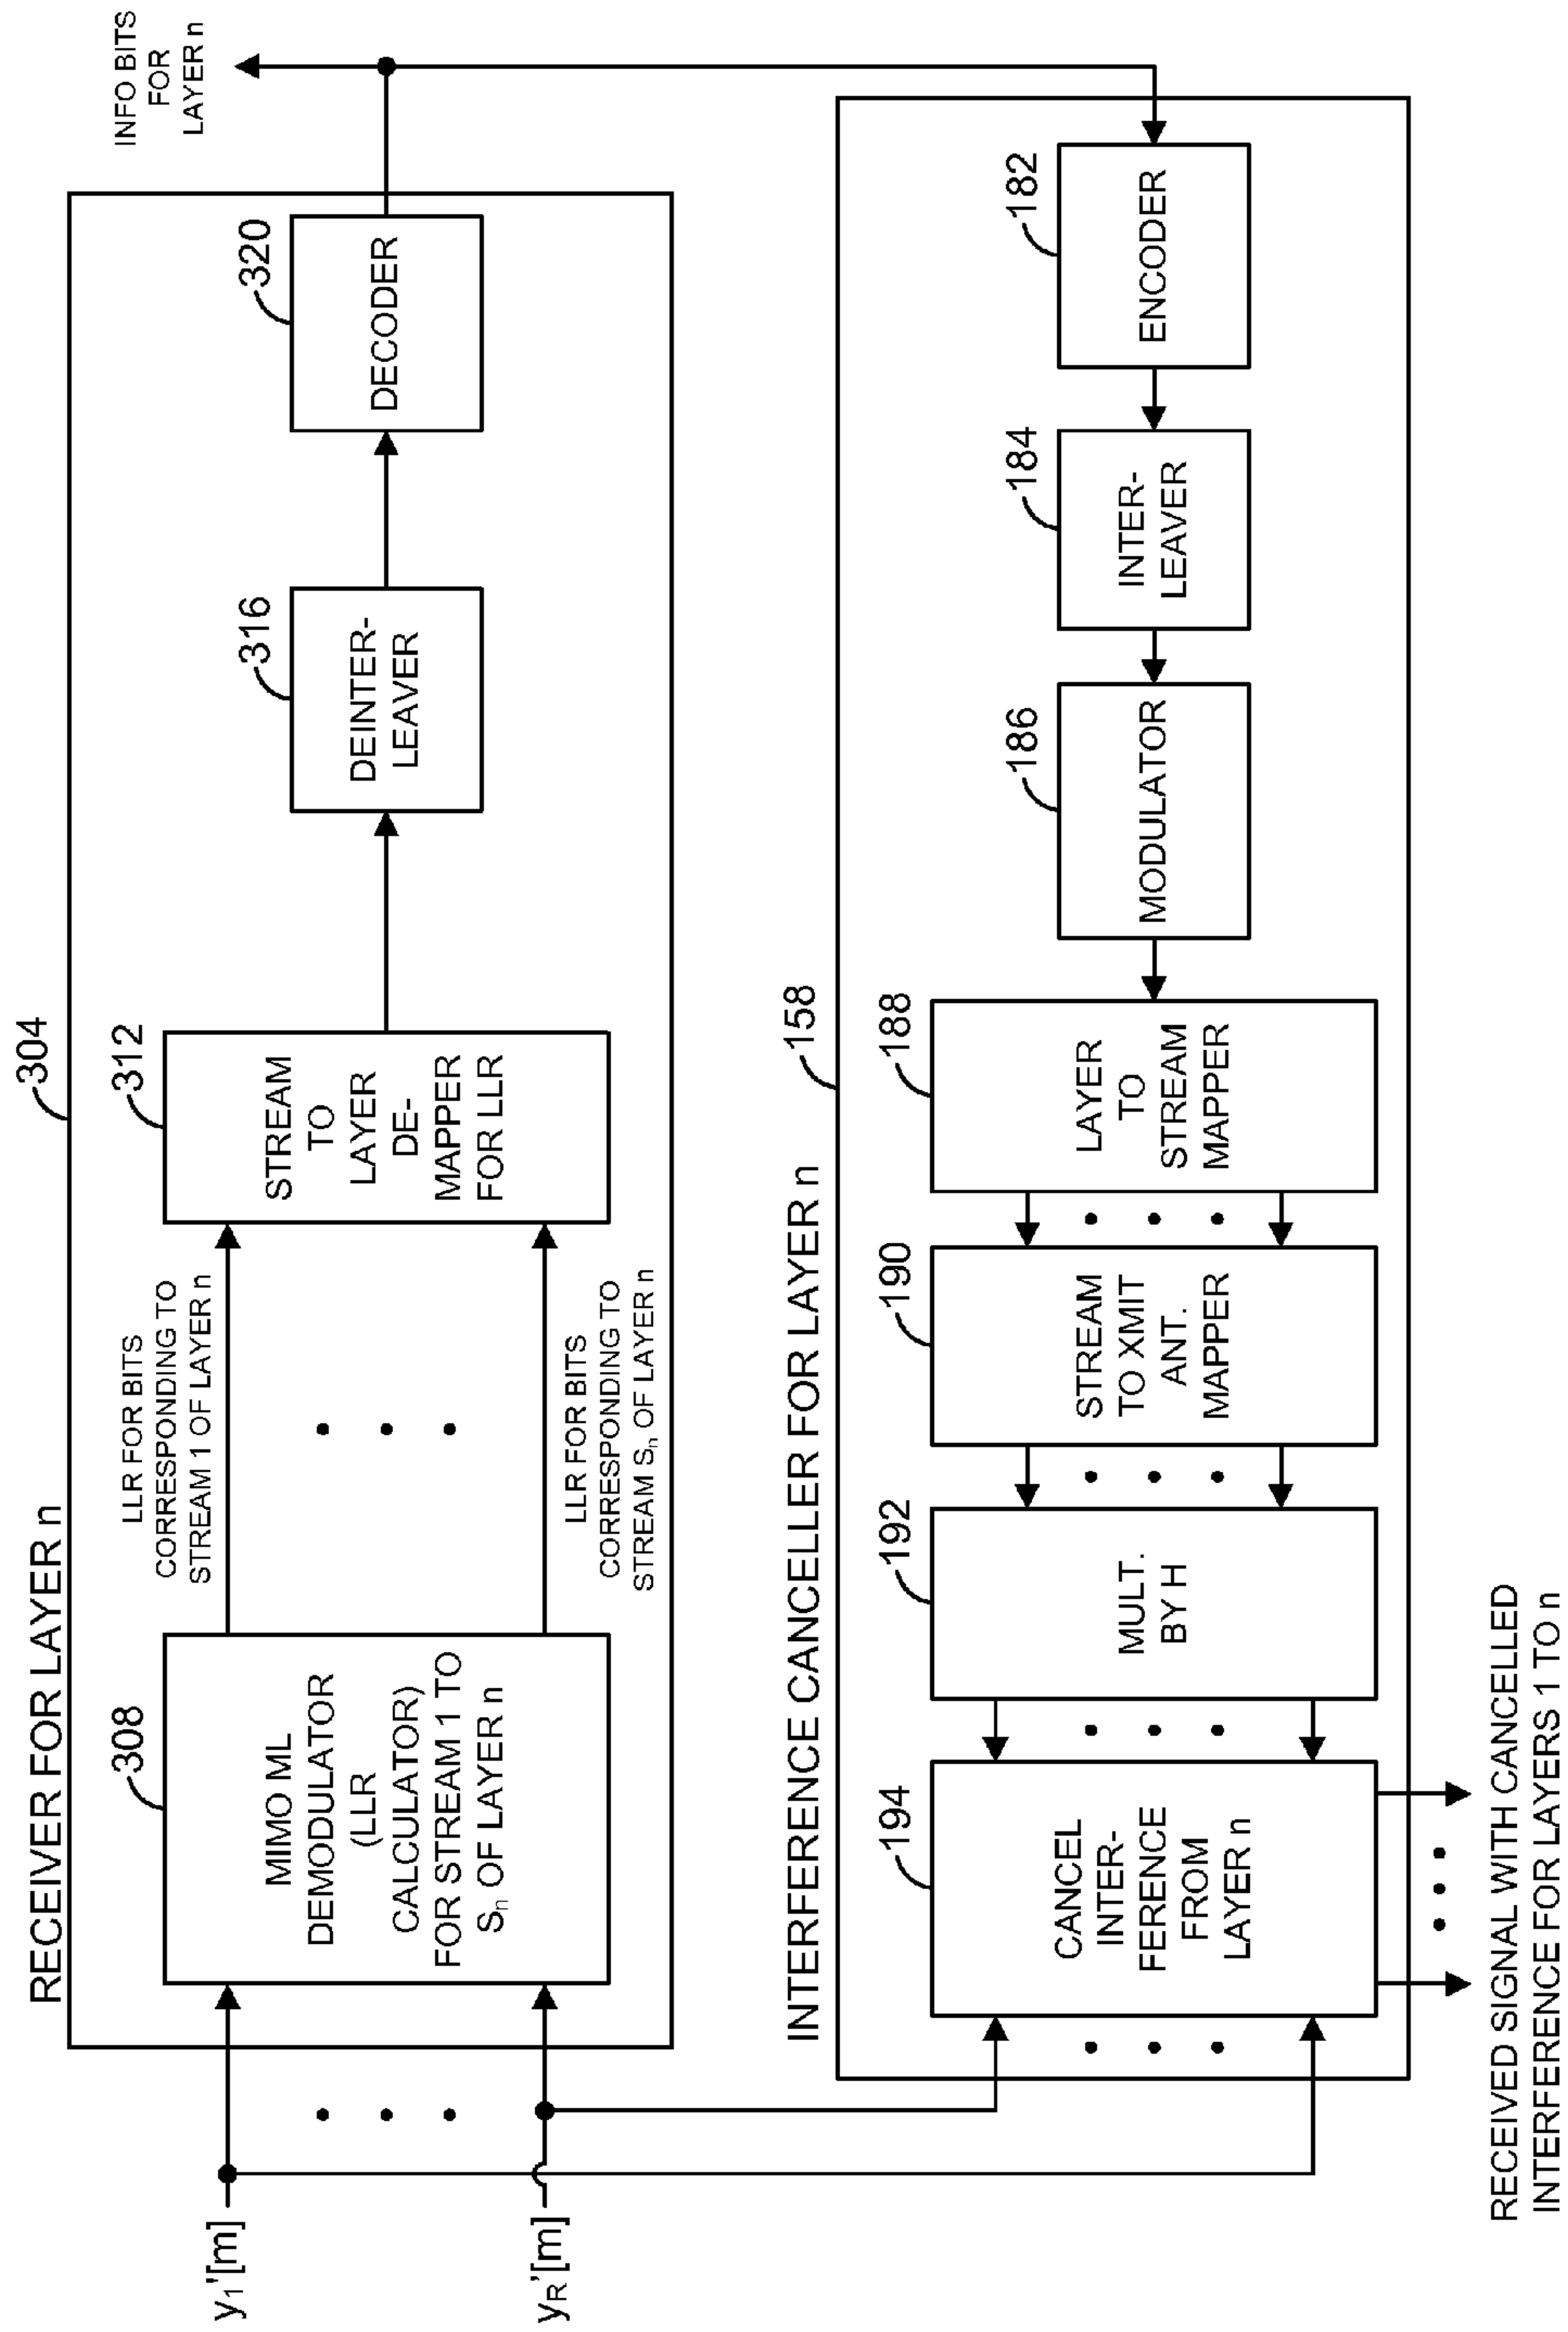 RECEIVER FOR LAYER n
304
308
MIMO ML
DEMODULATOR
(LLR
CALCULATOR)
FOR STREAM 1 TO
Sn OF LAYER n
LLR FOR BITS
CORRESPONDING TO
STREAM 1 OF LAYER n
LLR FOR BITS
CORRESPONDING TO
STREAM Sn OF LAYER n
312
STREAM
TO
LAYER
DE-
MAPPER
FOR LLR
316
DEINTER-
LEAVER
320
DECODER
INFO BITS
FOR
LAYER n
y1'[m]
yR'[m]
INTERFERENCE CANCELLER FOR LAYER n
158
194
CANCEL
INTER-
FERENCE
FROM
LAYER n
192
MULT.
BY H
190
STREAM
TO XMIT
ANT.
MAPPER
188
LAYER
TO
STREAM
MAPPER
186
MODULATOR
184
INTER-
LEAVER
182
ENCODER
RECEIVED SIGNAL WITH CANCELLED
INTERFERENCE FOR LAYERS 1 TO n